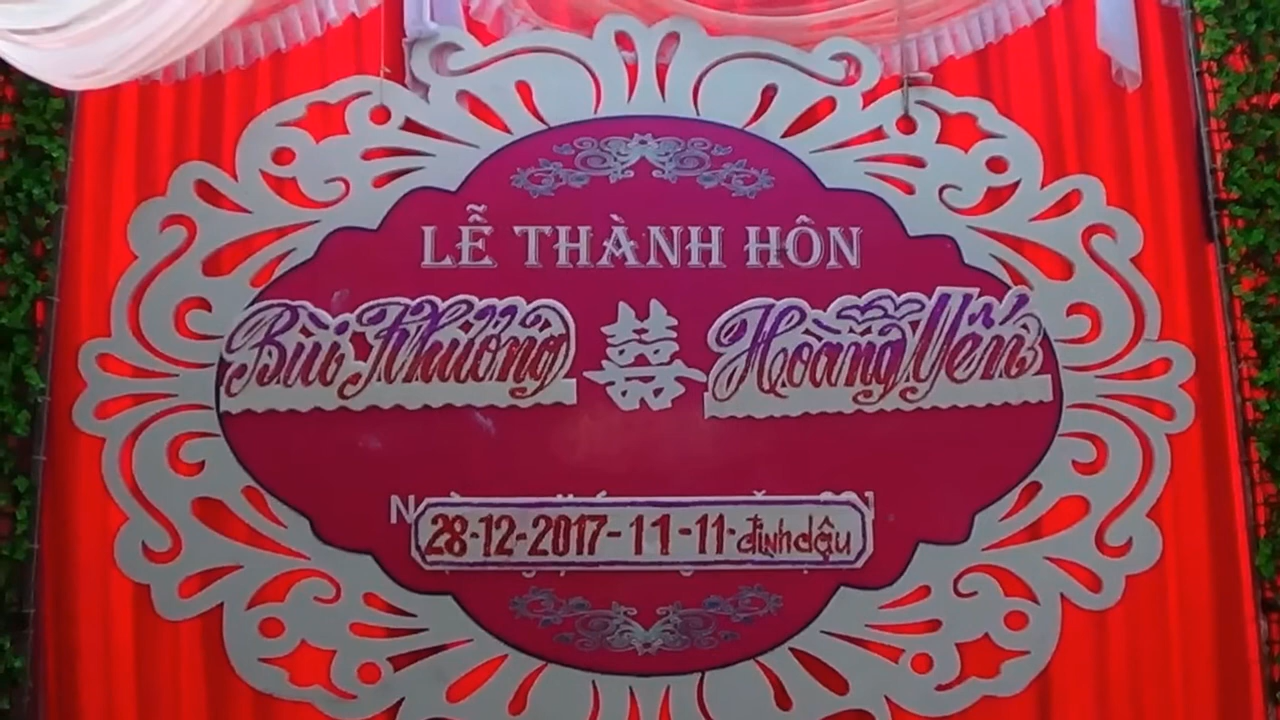 LỄ THÀNH HÔN
Bùi Phương 囍 Hoàng Yến
28-12-2017-11-11-đinh dậu